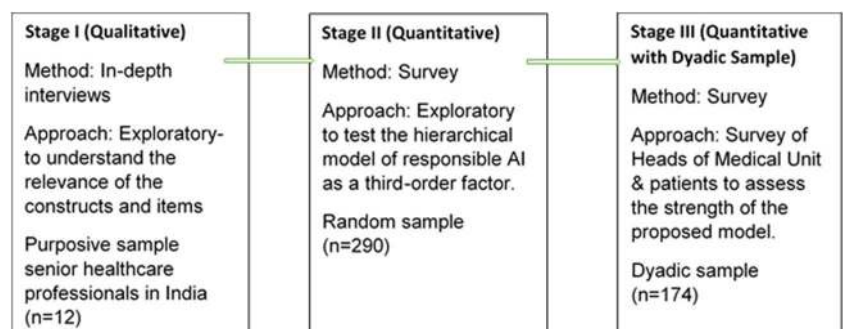 Stage I (Qualitative)
Method: In-depth
interviews
Approach: Exploratory-
to understand the
relevance of the
constructs and items
Purposive sample
senior healthcare
professionals in India
(n=12)
Stage II (Quantitative)
Method: Survey
Approach: Exploratory
to test the hierarchical
model of responsible AI
as a third-order factor.
Random sample
(n=290)
Stage III (Quantitative
with Dyadic Sample)
Method: Survey
Approach: Survey of
Heads of Medical Unit
& patients to assess
the strength of the
proposed model.
Dyadic sample
(n=174)